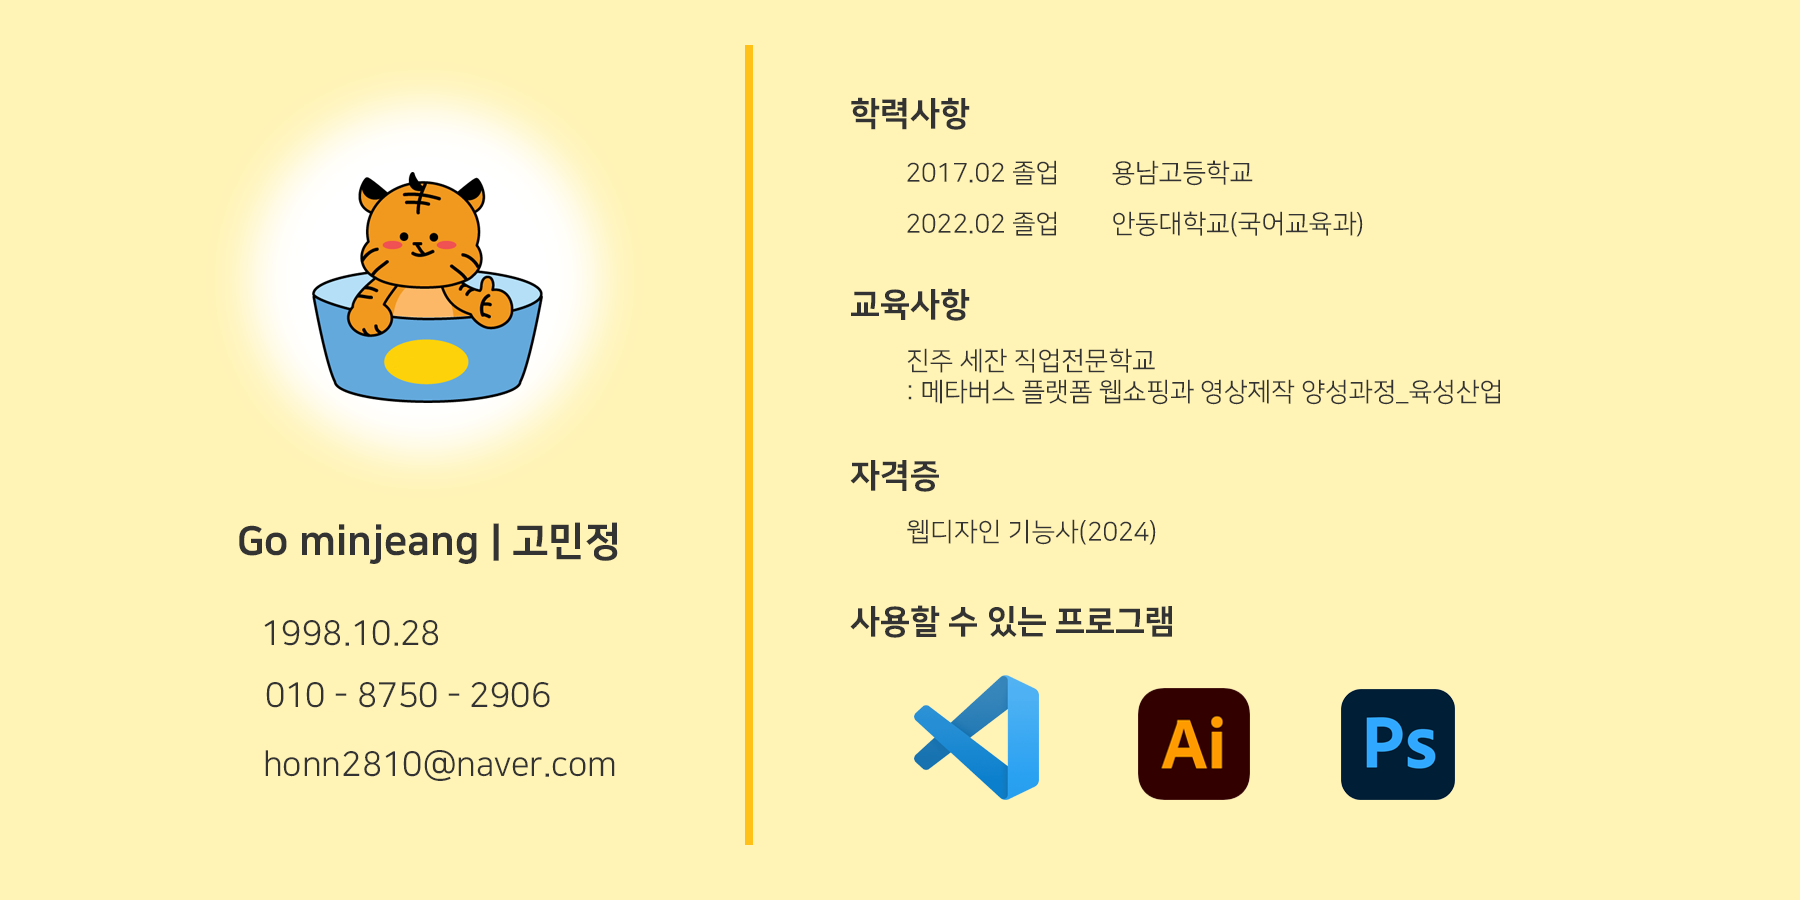 Go minjeang | 고민정
1998.10.28
010 - 8750 - 2906
honn2810@naver.com
학력사항
2017.02 졸업 용남고등학교
2022.02 졸업 안동대학교(국어교육과)
교육사항
진주 세잔 직업전문학교
: 메타버스 플랫폼 웹쇼핑과 영상제작 양성과정_육성산업
자격증
웹디자인 기능사(2024)
사용할 수 있는 프로그램
Ai Ps